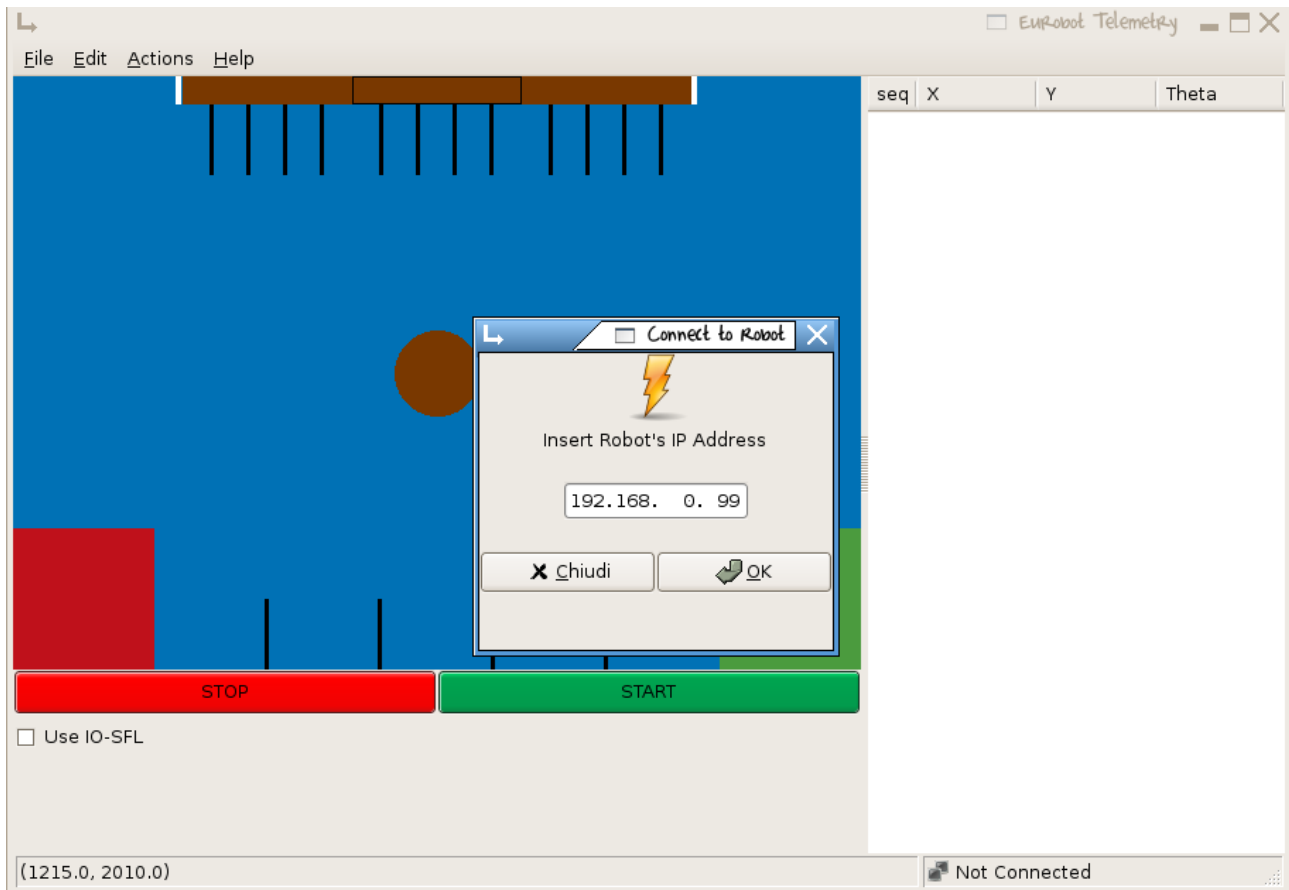 EuRobot Telemetry
File Edit Actions Help
seq X Y Theta
Connect to Robot
Insert Robot's IP Address
192.168.  0. 99
Chiudi OK
STOP START
Use IO-SFL
(1215.0, 2010.0) Not Connected